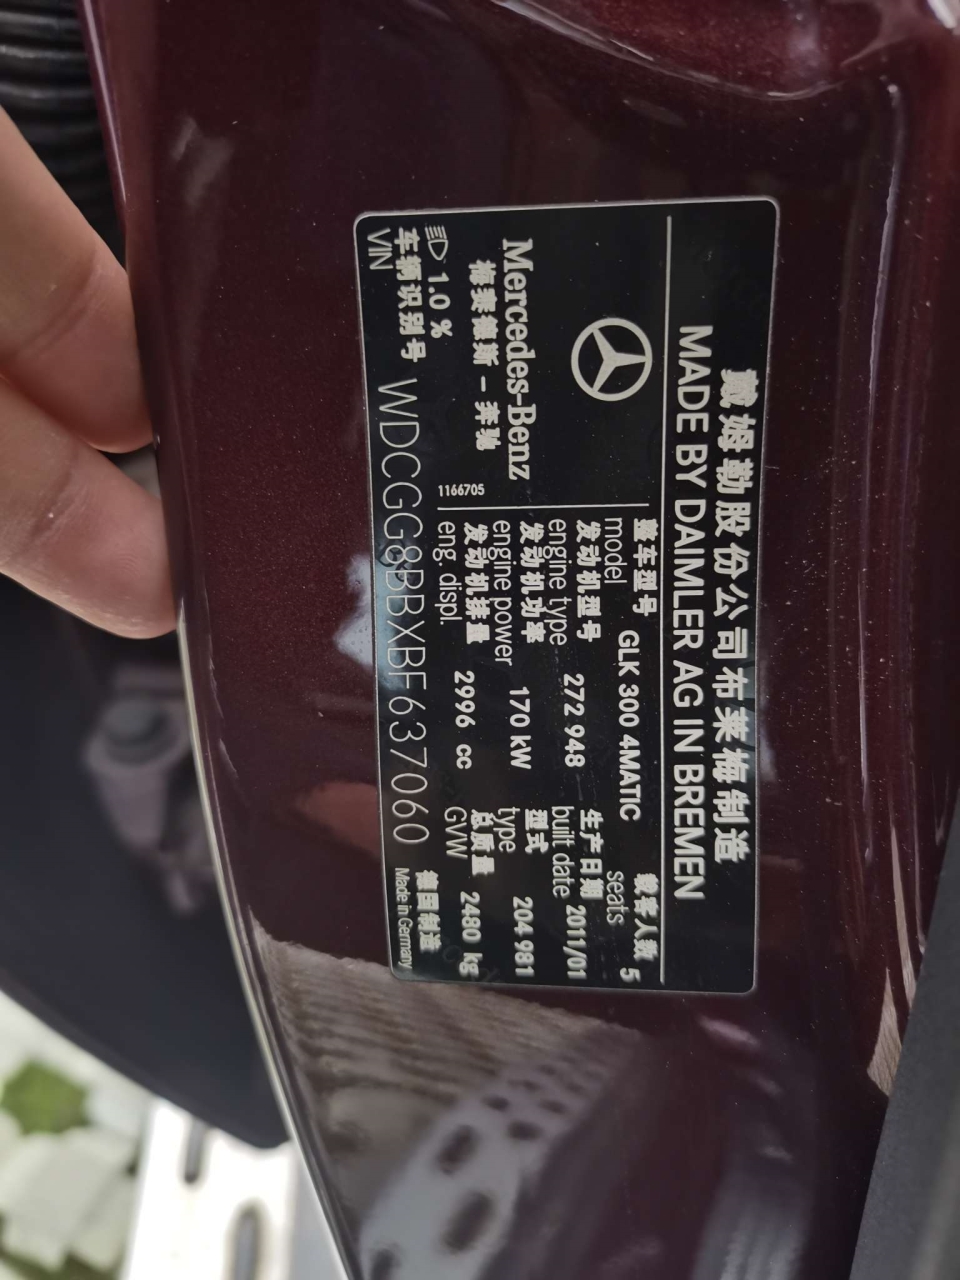 戴姆勒股份公司布莱梅制造
MADE BY DAIMLER AG IN BREMEN
Mercedes-Benz
梅赛德斯-奔驰
1.0 %
1166705
整车型号 GLK 300 4MATIC
model
载客人数 5
seats
发动机型号 272 948
engine type
生产日期 2011/01
built date
发动机功率 170 kW
engine power
型式 204 981
type
发动机排量 2996 cc
eng. displ.
总质量 2480 kg
GVW
车辆识别号 WDCGG8BBXBF637060
VIN
德国制造
Made in Germany